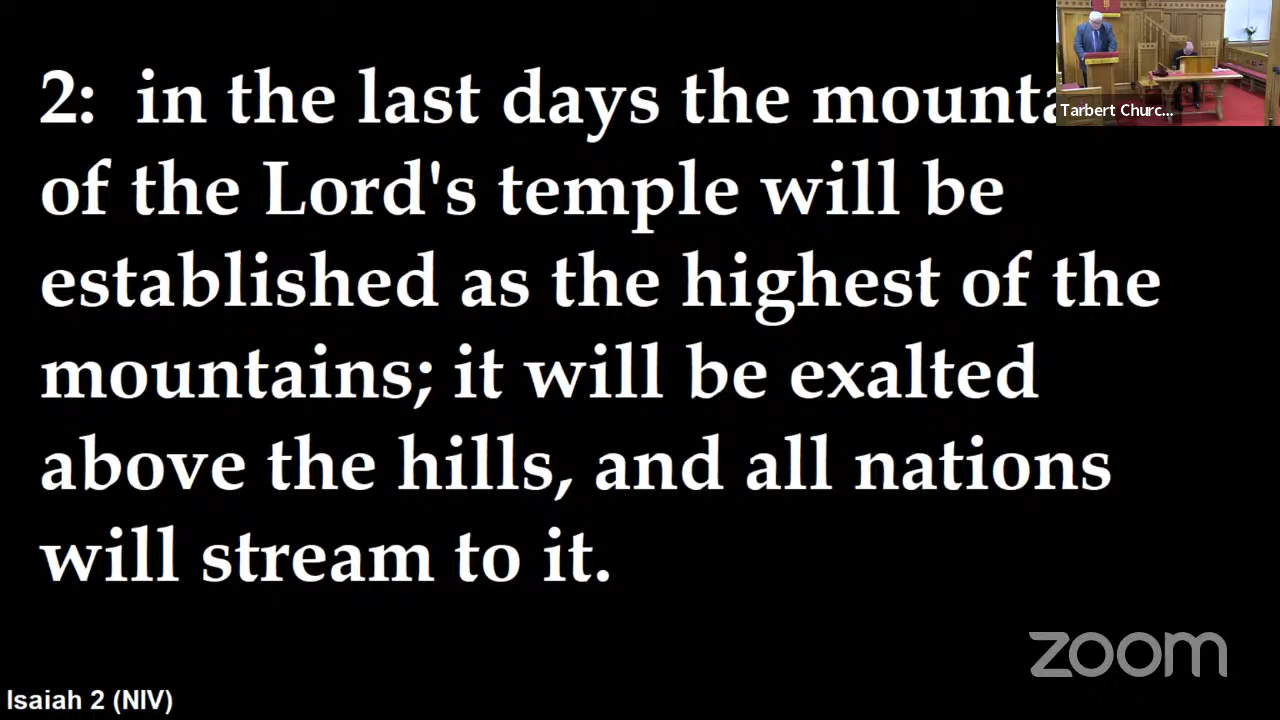 2: in the last days the
of the Lord's temple will be
established as the highest of the
mountains; it will be exalted
above the hills, and all nations
will stream to it.
Tarbert Churc...
zoom
Isaiah 2 (NIV)